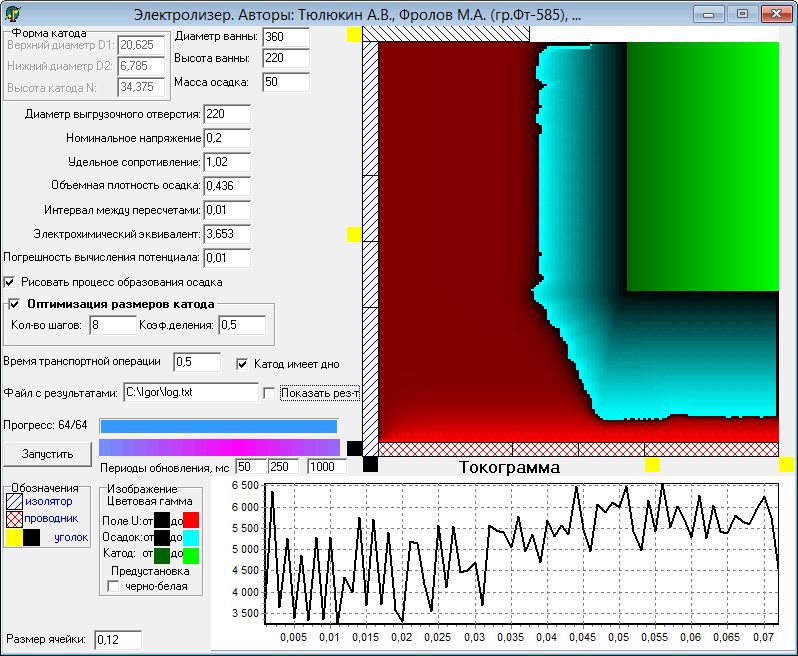 Электролизер. Авторы: Тюлюкин А.В., Фролов М.А. (гр.Фт-585), ...
Форма катода
Верхний диаметр D1: 20,625
Нижний диаметр D2: 6,785
Высота катода N: 34,375
Диаметр ванны: 360
Высота ванны: 220
Масса осадка: 50
Диаметр выгрузочного отверстия: 220
Номинальное напряжение 0,2
Удельное сопротивление: 1,02
Объемная плотность осадка: 0,436
Интервал между пересчетами: 0,01
Электрохимический эквивалент: 3,653
Погрешность вычисления потенциала: 0,01
Рисовать процесс образования осадка
Оптимизация размеров катода
Кол-во шагов: 8 Коэф.деления: 0,5
Время транспортной операции 0,5 Катод имеет дно
Файл с результатами: C:\Igor\log.txt Показать рез-т
Прогресс: 64/64
Запустить
Периоды обновления, мс 50 250 1000
Обозначения
изолятор
проводник
уголок
Изображение
Цветовая гамма
Поле U: от до
Осадок: от до
Катод: от до
Предустановка
черно-белая
Размер ячейки: 0,12
Токограмма
6 500
6 000
5 500
5 000
4 500
4 000
3 500
0,005 0,01 0,015 0,02 0,025 0,03 0,035 0,04 0,045 0,05 0,055 0,06 0,065 0,07